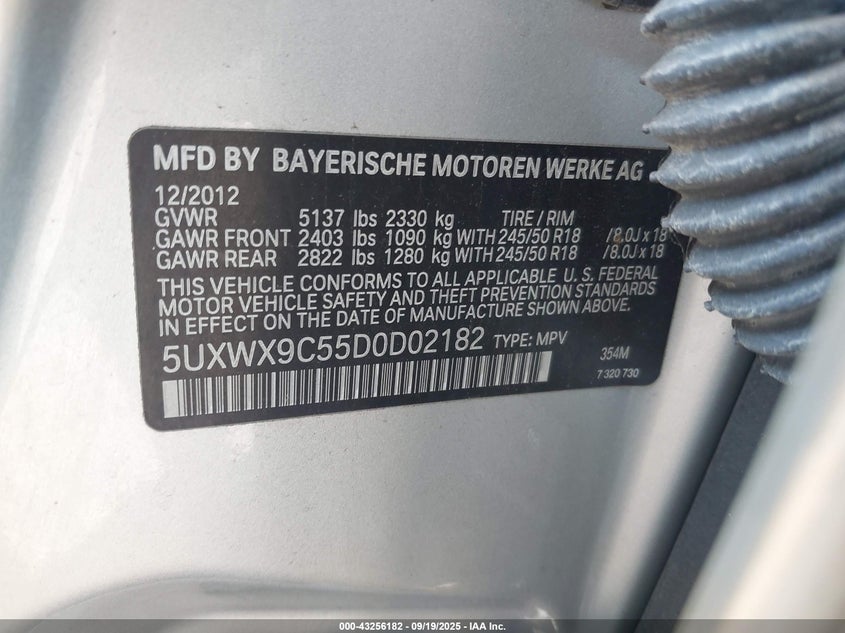 MFD BY BAYERISCHE MOTOREN WERKE AG
12/2012
GVWR 5137 lbs 2330 kg TIRE / RIM
GAWR FRONT 2403 lbs 1090 kg WITH 245/50 R18 /8.0J x 18
GAWR REAR 2822 lbs 1280 kg WITH 245/50 R18 /8.0J x 18
THIS VEHICLE CONFORMS TO ALL APPLICABLE U. S. FEDERAL
MOTOR VEHICLE SAFETY AND THEFT PREVENTION STANDARDS
IN EFFECT ON THE DATE OF MANUFACTURE SHOWN ABOVE.
5UXWX9C55D0D02182 TYPE: MPV 354M
7 320 730
000-43256182 - 09/19/2025 - IAA Inc.